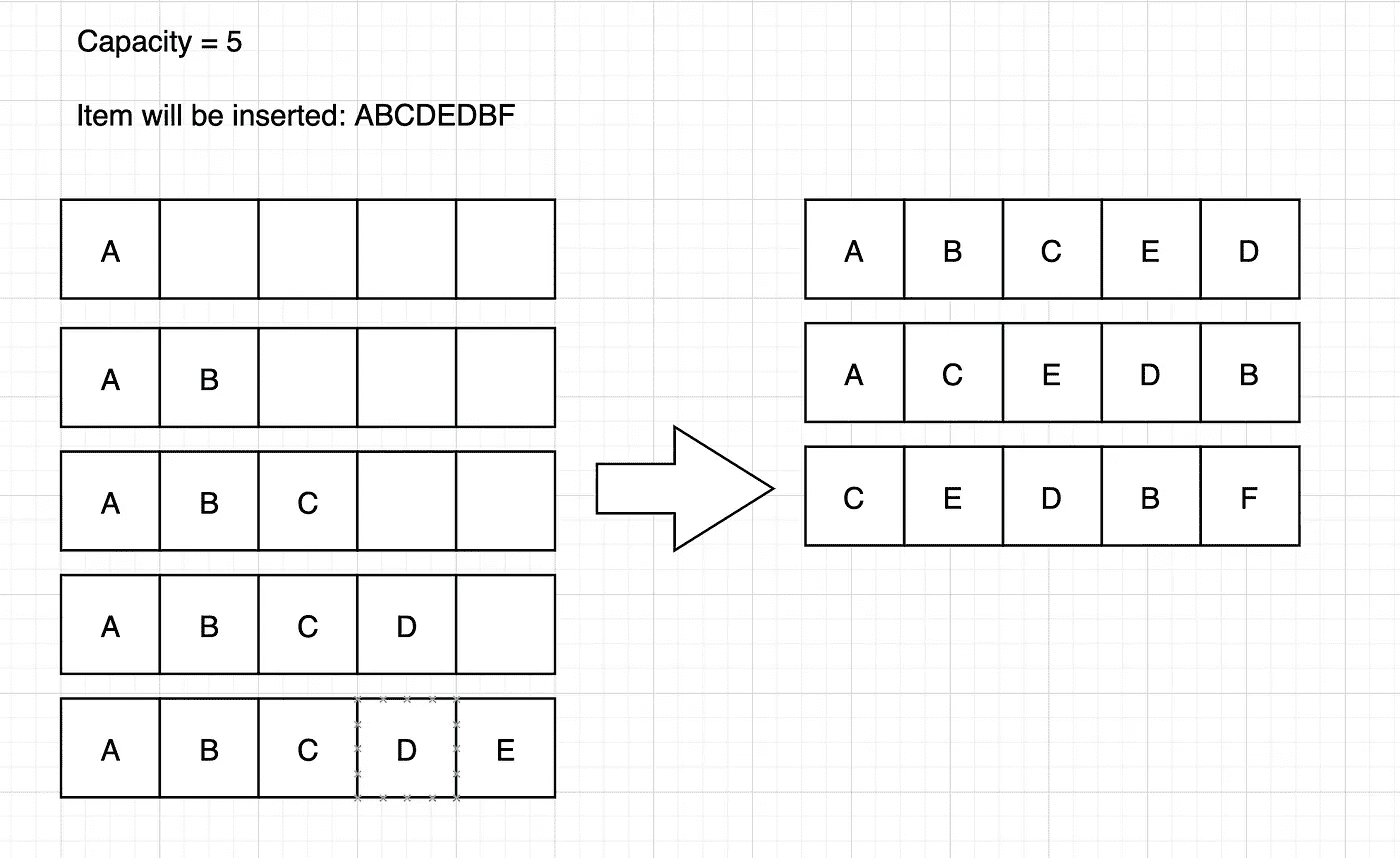 Capacity = 5
Item will be inserted: ABCDEDBF
A
A B
A B C
A B C D
A B C D E
A B C E D
A C E D B
C E D B F